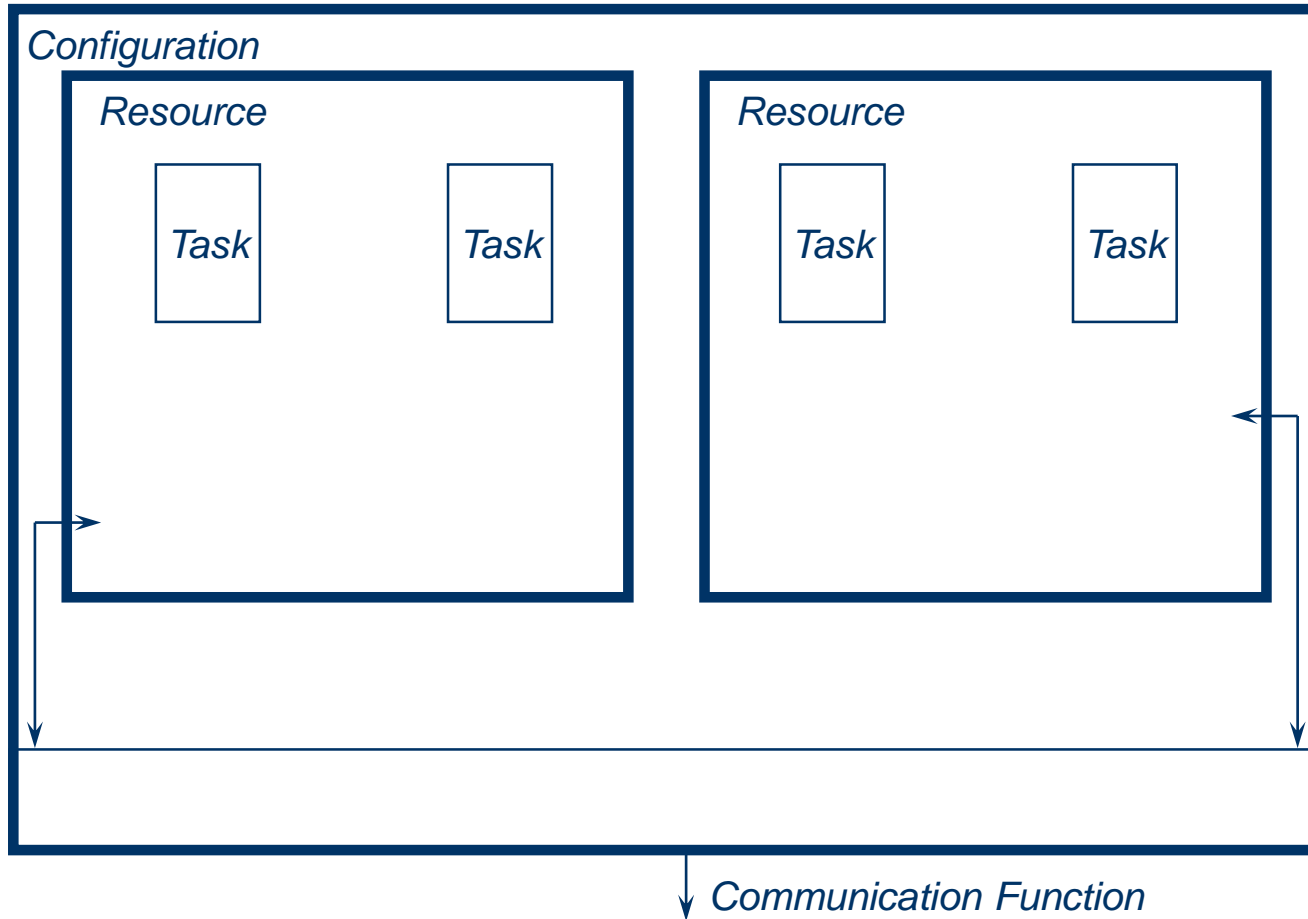 Configuration
Resource
Resource
Task
Task
Task
Task
Communication Function